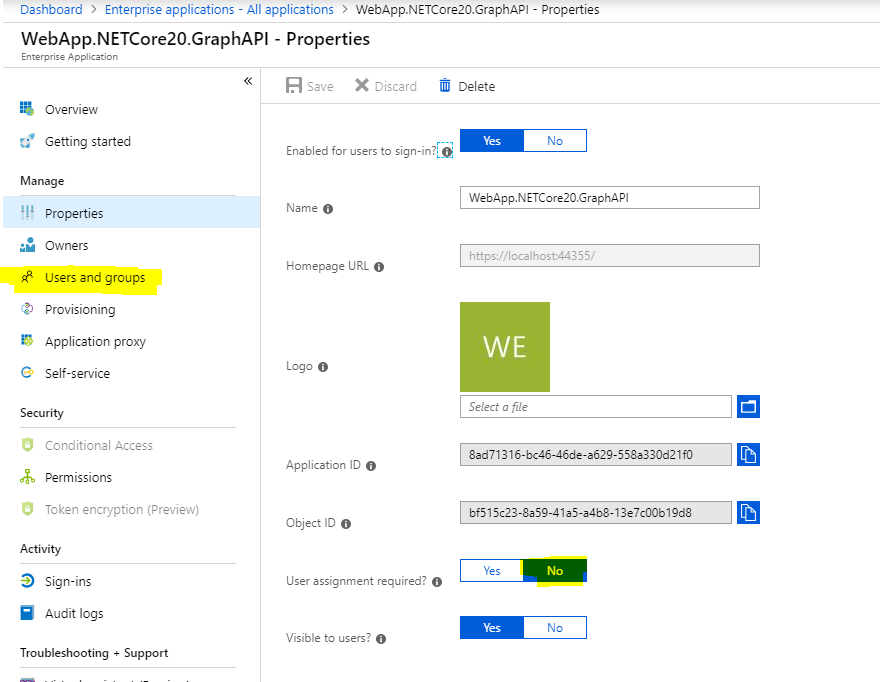 Dashboard > Enterprise applications - All applications > WebApp.NETCore20.GraphAPI - Properties
WebApp.NETCore20.GraphAPI - Properties
Enterprise Application
«
Overview
Getting started
Manage
Properties
Owners
Users and groups
Provisioning
Application proxy
Self-service
Security
Conditional Access
Permissions
Token encryption (Preview)
Activity
Sign-ins
Audit logs
Troubleshooting + Support
Save Discard Delete
Enabled for users to sign-in? Yes No
Name WebApp.NETCore20.GraphAPI
Homepage URL https://localhost:44355/
Logo WE
Select a file
Application ID 8ad71316-bc46-46de-a629-558a330d21f0
Object ID bf515c23-8a59-41a5-a4b8-13e7c00b19d8
User assignment required? Yes No
Visible to users? Yes No